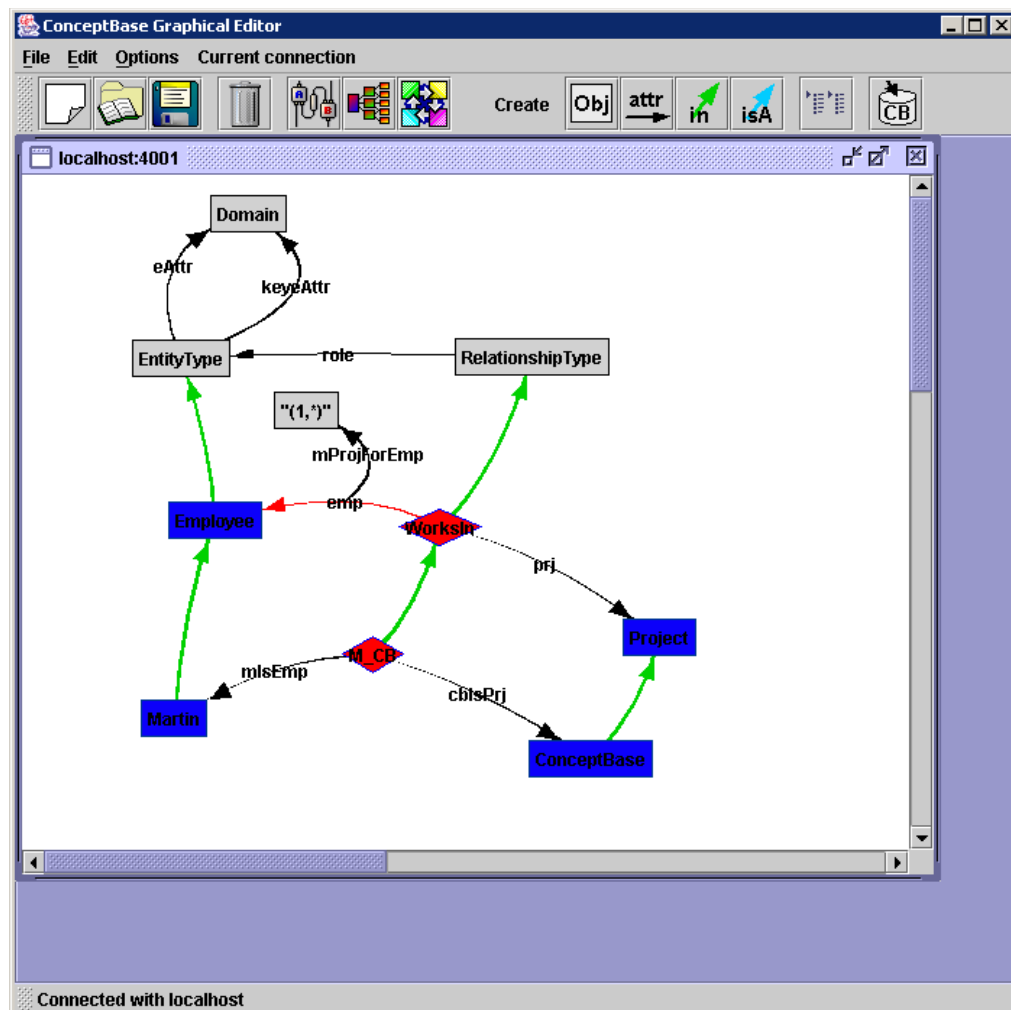 ConceptBase Graphical Editor
File Edit Options Current connection
A
B
Create Obj attr in isA CB
localhost:4001
Domain
eAttr
keyeAttr
EntityType
role
RelationshipType
"(1,*)"
mProjForEmp
emp
Employee
WorksIn
prj
Project
M_CB
mIsEmp
cbIsPrj
Martin
ConceptBase
Connected with localhost